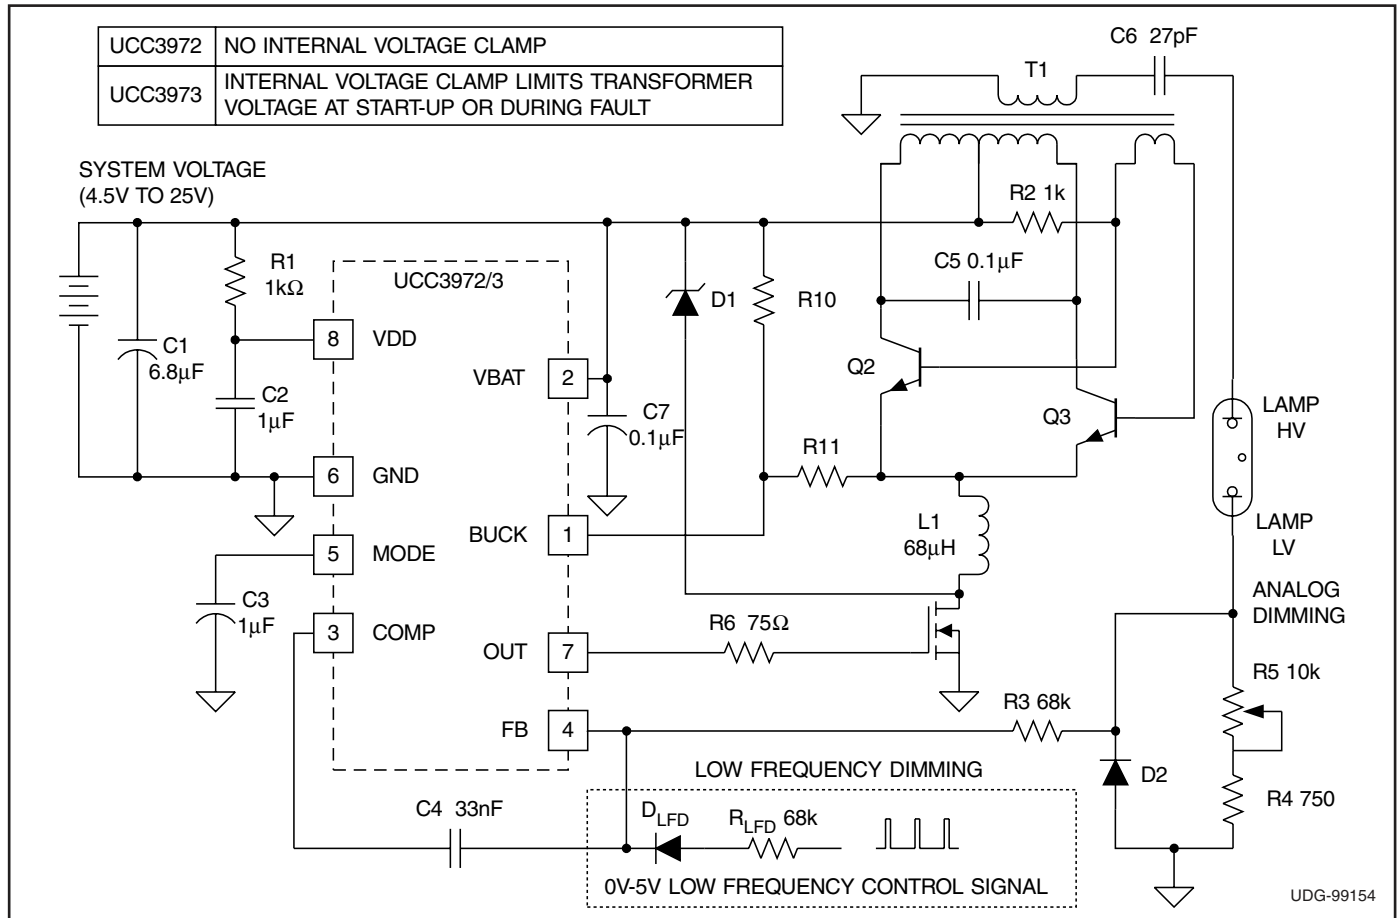 UCC3972 NO INTERNAL VOLTAGE CLAMP
UCC3973 INTERNAL VOLTAGE CLAMP LIMITS TRANSFORMER
VOLTAGE AT START-UP OR DURING FAULT
C6 27pF
T1
SYSTEM VOLTAGE
(4.5V TO 25V)
R2 1k
R1
1kΩ
UCC3972/3
C5 0.1µF
D1
R10
C1
6.8µF
8 VDD
Q2
VBAT 2
C2
1µF
C7
0.1µF
Q3
LAMP
HV
R11
6 GND
L1
68µH
BUCK 1
LAMP
LV
5 MODE
C3
1µF
ANALOG
DIMMING
3 COMP
R6 75Ω
OUT 7
R5 10k
R3 68k
FB 4
LOW FREQUENCY DIMMING
D2
R4 750
C4 33nF
DLFD
RLFD 68k
0V-5V LOW FREQUENCY CONTROL SIGNAL
UDG-99154